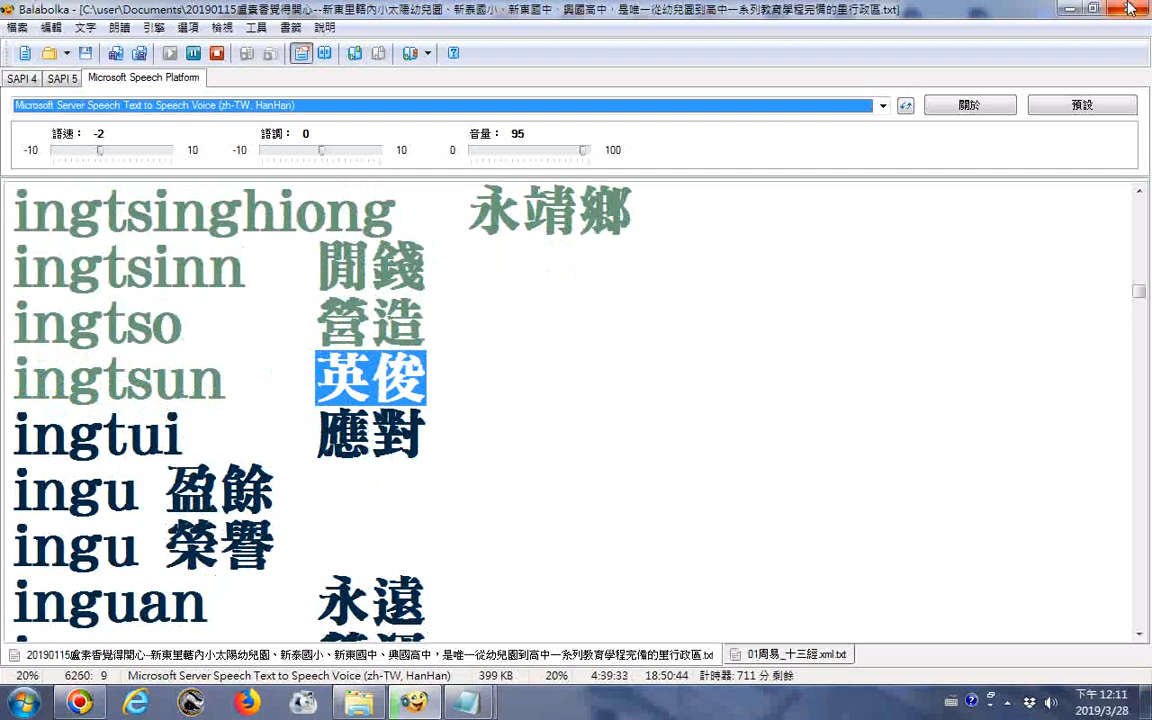 Balabolka - [C:\user\Documents\20190115盧素香覺得開心--新東里轄內小太陽幼兒園、新泰國小、新東國中、興國高中，是唯一從幼兒園到高中一系列教育學程完備的里行政區.txt]
檔案 編輯 文字 朗讀 引擎 選項 檢視 工具 書籤 說明
SAPI 4 SAPI 5 Microsoft Speech Platform
Microsoft Server Speech Text to Speech Voice (zh-TW, HanHan) 關於 預設
語速： -2 語調： 0 音量： 95
-10 10 -10 10 0 100
ingtsinghiong 永靖鄉
ingtsinn 閒錢
ingtso 營造
ingtsun 英俊
ingtui 應對
ingu 盈餘
ingu 榮譽
inguan 永遠
20190115盧素香覺得開心--新東里轄內小太陽幼兒園、新泰國小、新東國中、興國高中，是唯一從幼兒園到高中一系列教育學程完備的里行政區.txt 01周易_十三經.xml.txt
20% 6260: 9 Microsoft Server Speech Text to Speech Voice (zh-TW, HanHan) 399 KB 20% 4:39:33 18:50:44 計時器: 711 分 剩餘
下午 12:11
2019/3/28